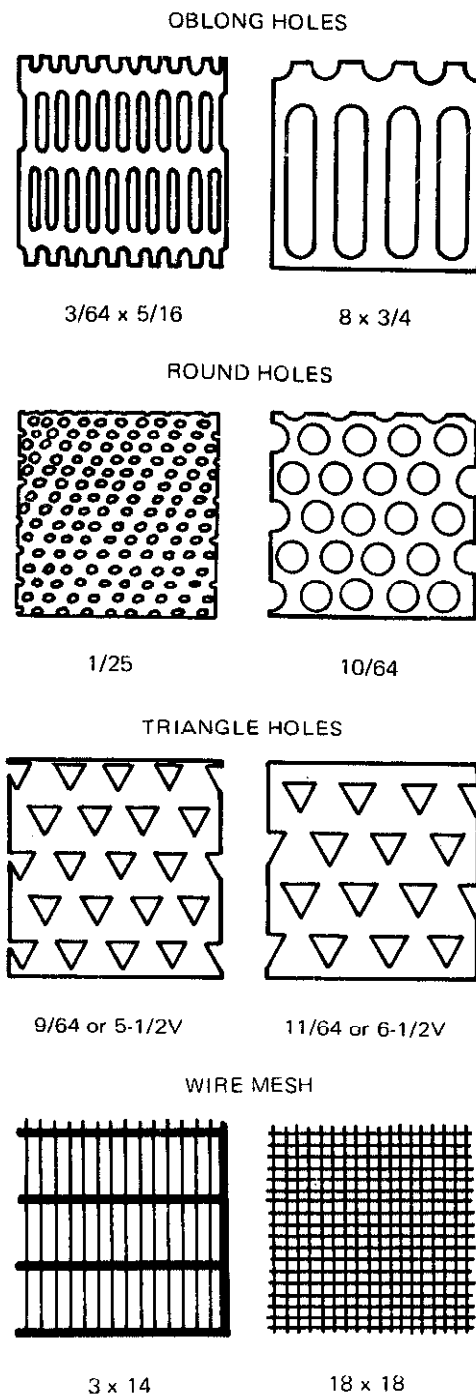 OBLONG HOLES
3/64 x 5/16
8 x 3/4
ROUND HOLES
1/25
10/64
TRIANGLE HOLES
9/64 or 5-1/2V
11/64 or 6-1/2V
WIRE MESH
3 x 14
18 x 18